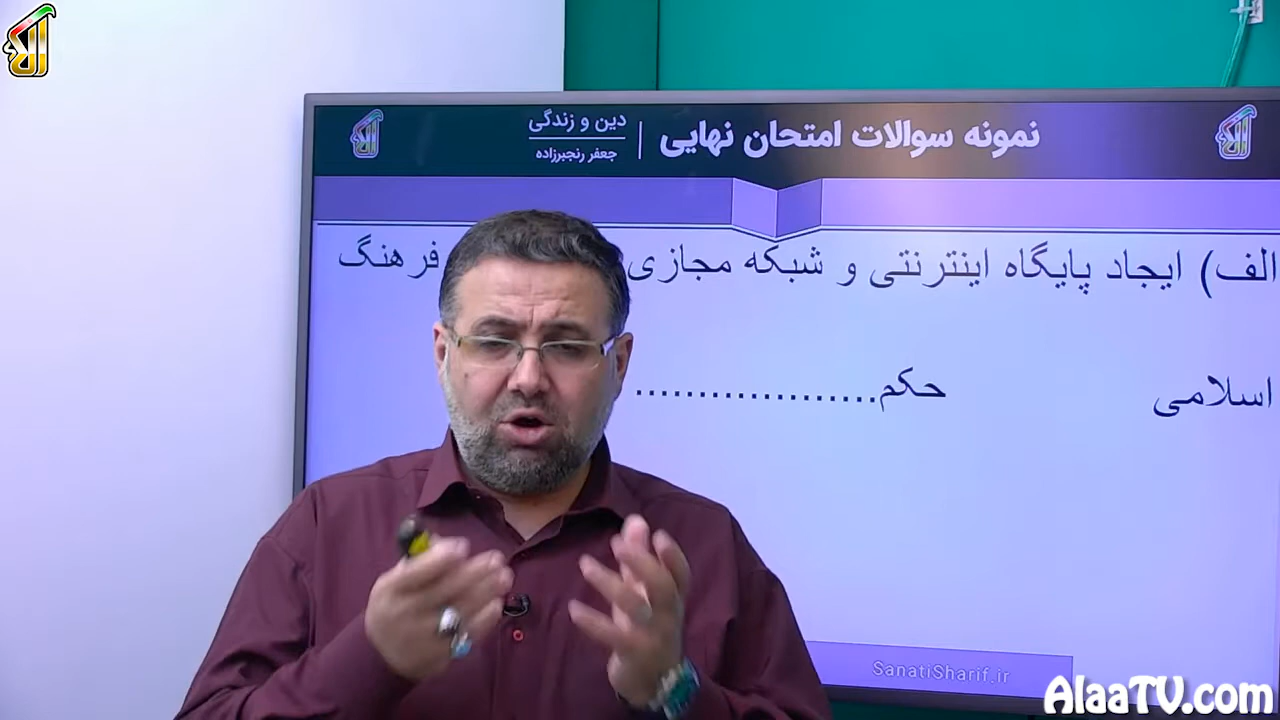 الا
نمونه سوالات امتحان نهایی
دین و زندگی
جعفر رنجبرزاده
الف) ایجاد پایگاه اینترنتی و شبکه مجازی فرهنگ
اسلامی حکم...................
SanatiSharif.ir
AlaaTV.com